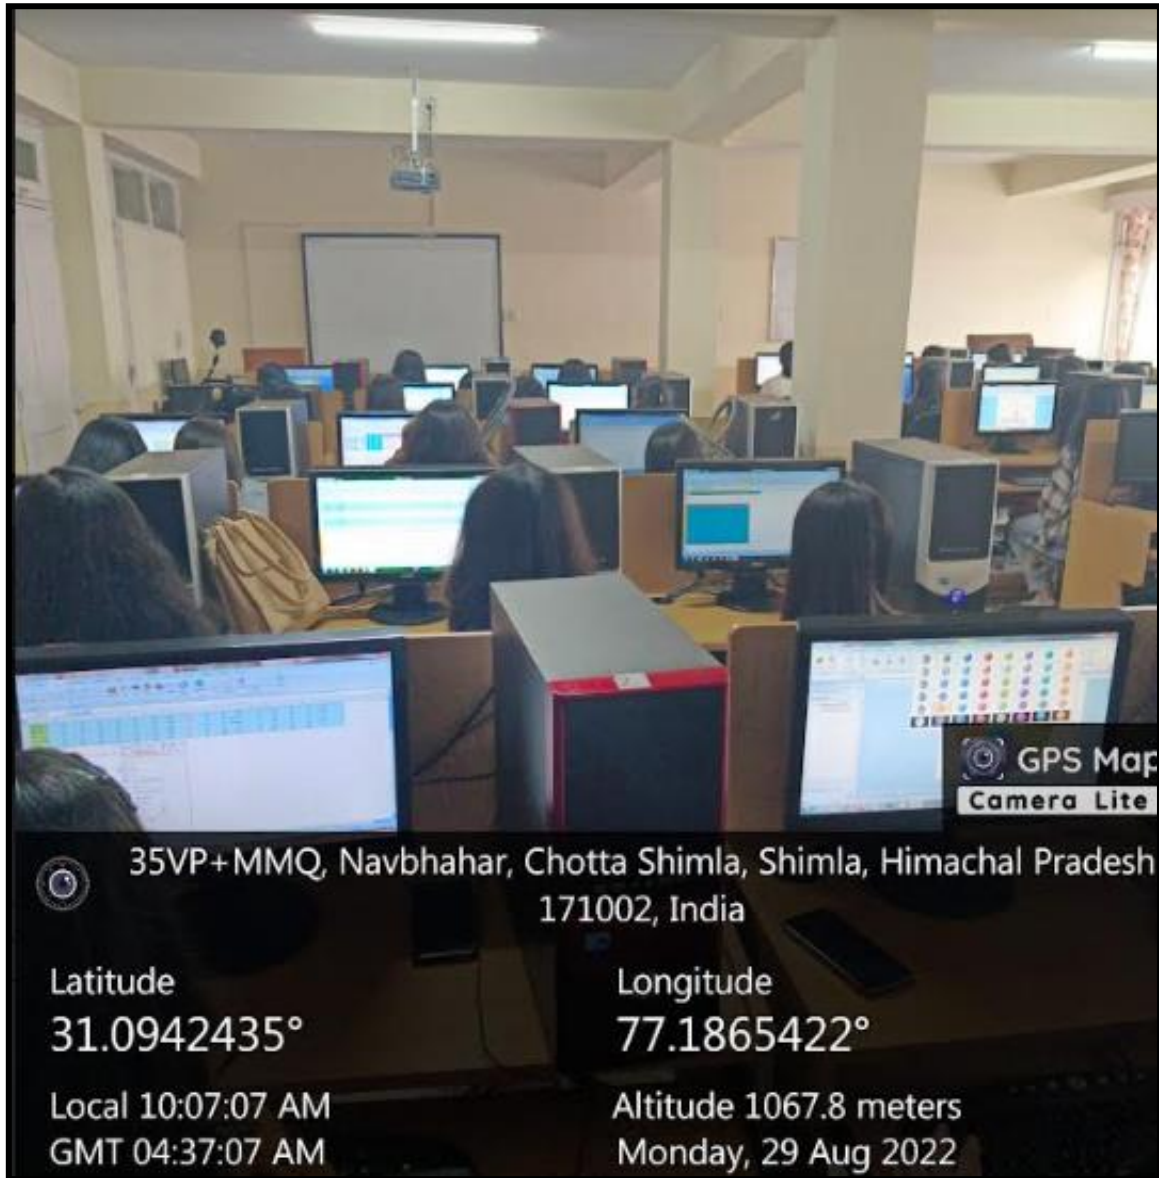 GPS Map
Camera Lite
35VP+MMQ, Navbhahar, Chotta Shimla, Shimla, Himachal Pradesh
171002, India
Latitude
31.0942435°
Longitude
77.1865422°
Local 10:07:07 AM
GMT 04:37:07 AM
Altitude 1067.8 meters
Monday, 29 Aug 2022